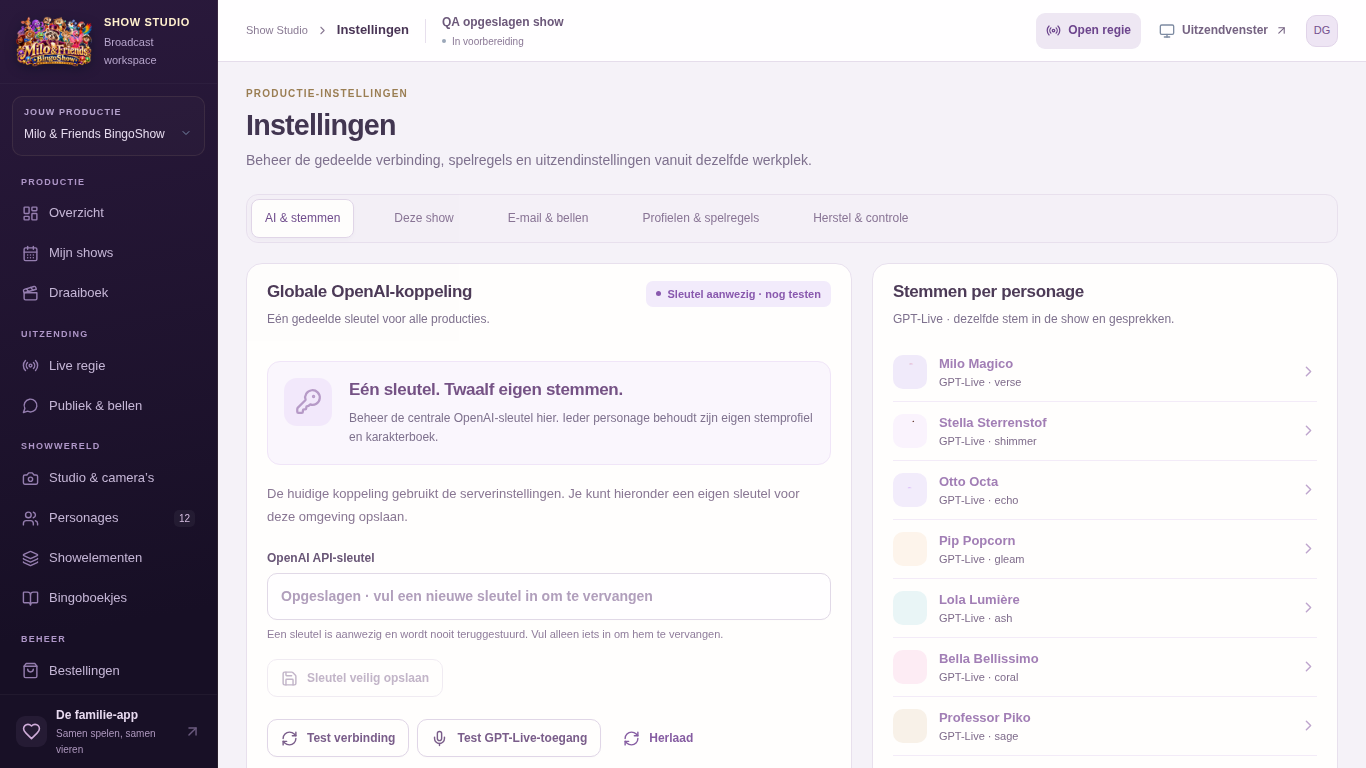 Milo & Friends
BingoShow
SHOW STUDIO
Broadcast
workspace
JOUW PRODUCTIE
Milo & Friends BingoShow
PRODUCTIE
Overzicht
Mijn shows
Draaiboek
UITZENDING
Live regie
Publiek & bellen
SHOWWERELD
Studio & camera's
Personages 12
Showelementen
Bingoboekjes
BEHEER
Bestellingen
De familie-app
Samen spelen, samen
vieren
Show Studio > Instellingen
QA opgeslagen show
In voorbereiding
Open regie
Uitzendvenster
DG
PRODUCTIE-INSTELLINGEN
Instellingen
Beheer de gedeelde verbinding, spelregels en uitzendinstellingen vanuit dezelfde werkplek.
AI & stemmen Deze show E-mail & bellen Profielen & spelregels Herstel & controle
Globale OpenAI-koppeling
Sleutel aanwezig · nog testen
Eén gedeelde sleutel voor alle producties.
Eén sleutel. Twaalf eigen stemmen.
Beheer de centrale OpenAI-sleutel hier. Ieder personage behoudt zijn eigen stemprofiel
en karakterboek.
De huidige koppeling gebruikt de serverinstellingen. Je kunt hieronder een eigen sleutel voor
deze omgeving opslaan.
OpenAI API-sleutel
Opgeslagen · vul een nieuwe sleutel in om te vervangen
Een sleutel is aanwezig en wordt nooit teruggestuurd. Vul alleen iets in om hem te vervangen.
Sleutel veilig opslaan
Test verbinding Test GPT-Live-toegang Herlaad
Stemmen per personage
GPT-Live · dezelfde stem in de show en gesprekken.
Milo Magico
GPT-Live · verse
Stella Sterrenstof
GPT-Live · shimmer
Otto Octa
GPT-Live · echo
Pip Popcorn
GPT-Live · gleam
Lola Lumière
GPT-Live · ash
Bella Bellissimo
GPT-Live · coral
Professor Piko
GPT-Live · sage